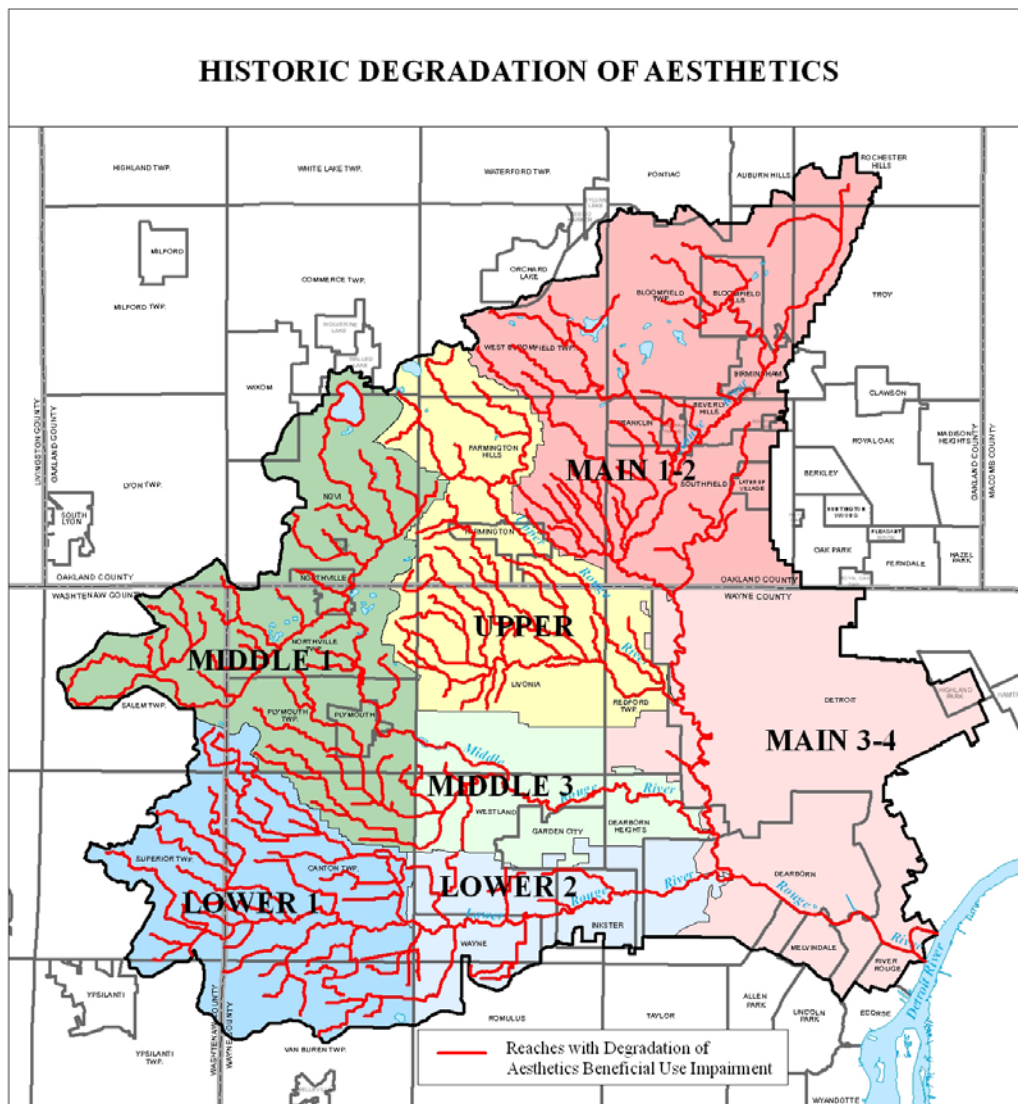 HISTORIC DEGRADATION OF AESTHETICS
HIGHLAND TWP.
WHITE LAKE TWP.
WATERFORD TWP.
PONTIAC
AUBURN HILLS
ROCHESTER
HILLS
MILFORD
ORCHARD
LAKE
COMMERCE TWP.
MILFORD TWP.
BLOOMFIELD
TWP.
BLOOMFIELD
HILLS
TROY
WOLVERINE
LAKE
WALLED
LAKE
WEST BLOOMFIELD TWP.
WIXOM
BIRMINGHAM
CLAWSON
LIVINGSTON COUNTY
OAKLAND COUNTY
BEVERLY
HILLS
FRANKLIN
FARMINGTON
HILLS
ROYAL OAK
MADISON
HEIGHTS
OAKLAND COUNTY
MACOMB COUNTY
MAIN 1-2
BERKLEY
LYON TWP.
NOVI
SOUTHFIELD
LATHRUP
VILLAGE
HUNTINGTON
WOODS
SOUTH
LYON
FARMINGTON
Upper
PLEASANT
OAK PARK
FERNDALE
HAZEL
PARK
OAKLAND COUNTY
WASHTENAW COUNTY
NORTHVILLE
Rouge
OAKLAND COUNTY
WAYNE COUNTY
UPPER
NORTHVILLE
TWP.
MIDDLE 1
River
LIVONIA
HIGHLAND
PARK
SALEM TWP.
REDFORD TWP.
DETROIT
PLYMOUTH
TWP.
PLYMOUTH
MAIN 3-4
Middle
MIDDLE 3
Rouge
River
WESTLAND
GARDEN CITY
DEARBORN
HEIGHTS
SUPERIOR TWP.
CANTON TWP.
LOWER 2
River
DEARBORN
LOWER 1
Lower
Rouge
Rouge
INKSTER
WAYNE
MELVINDALE
River
RIVER
ROUGE
YPSILANTI
ALLEN
PARK
LINCOLN
PARK
ECORSE
Detroit River
ROMULUS
TAYLOR
WASHTENAW COUNTY
WAYNE COUNTY
YPSILANTI
TWP.
VAN BUREN TWP.
Reaches with Degradation of
Aesthetics Beneficial Use Impairment
WYANDOTTE